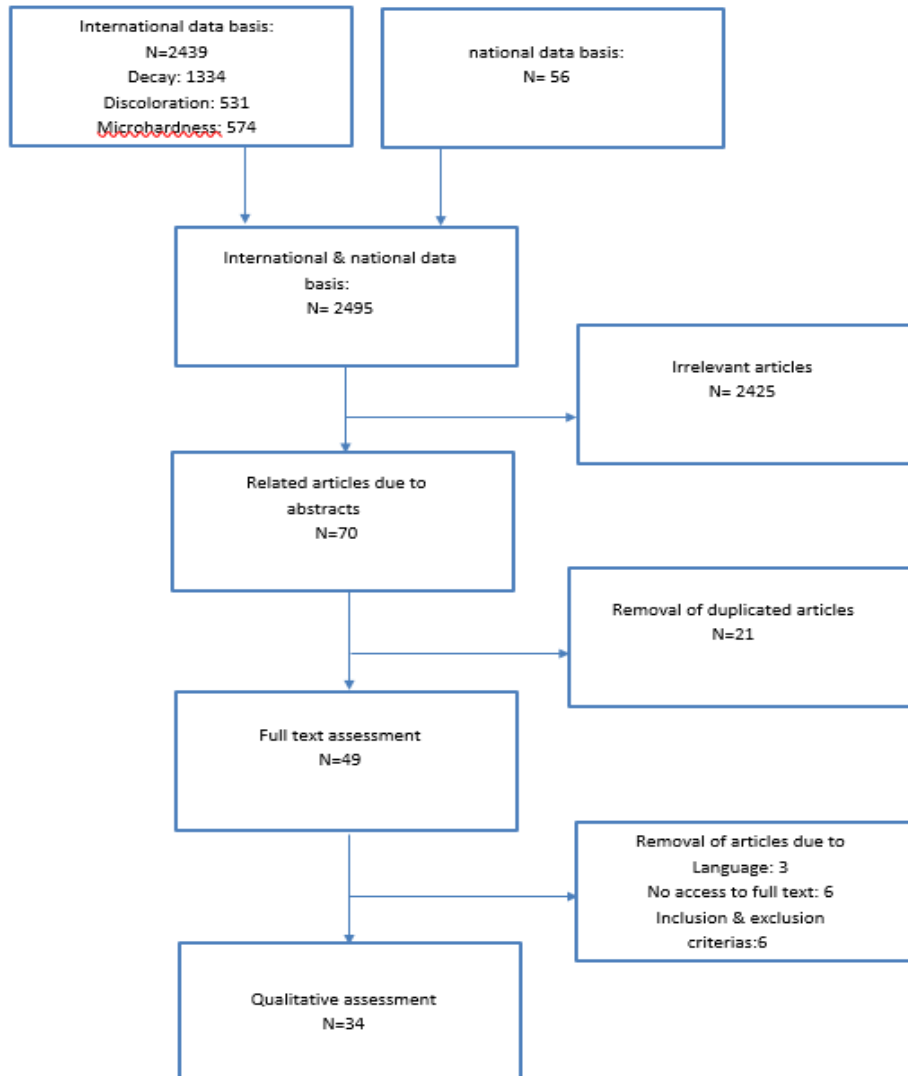 International data basis:
N=2439
Decay: 1334
Discoloration: 531
Microhardness: 574
national data basis:
N= 56
International & national data
basis:
N= 2495
Irrelevant articles
N= 2425
Related articles due to
abstracts
N=70
Removal of duplicated articles
N=21
Full text assessment
N=49
Removal of articles due to
Language: 3
No access to full text: 6
Inclusion & exclusion
criterias:6
Qualitative assessment
N=34